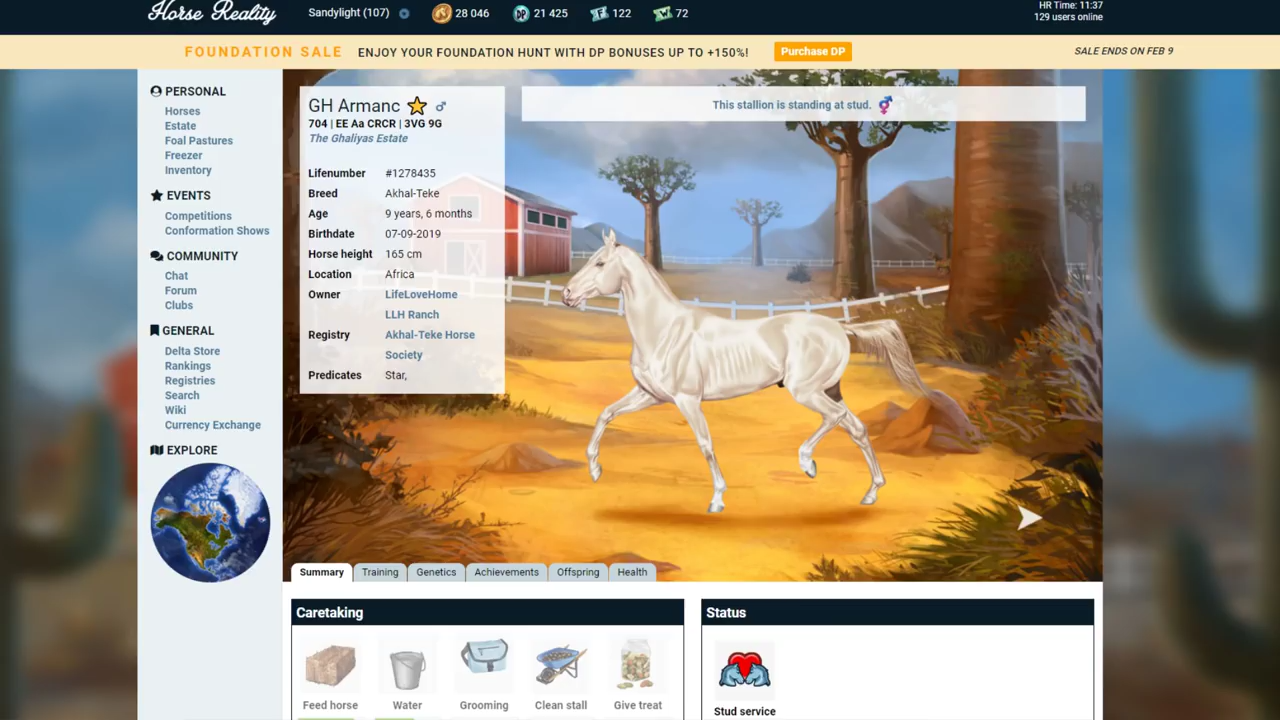 Horse Reality
Sandylight (107)
28 046
DP
21 425
122
72
HR Time: 11:37
129 users online
FOUNDATION SALE
ENJOY YOUR FOUNDATION HUNT WITH DP BONUSES UP TO +150%!
Purchase DP
SALE ENDS ON FEB 9
PERSONAL
Horses
Estate
Foal Pastures
Freezer
Inventory
EVENTS
Competitions
Conformation Shows
COMMUNITY
Chat
Forum
Clubs
GENERAL
Delta Store
Rankings
Registries
Search
Wiki
Currency Exchange
EXPLORE
GH Armanc
704 | EE Aa CRCR | 3VG 9G
The Ghaliyas Estate
Lifenumber #1278435
Breed Akhal-Teke
Age 9 years, 6 months
Birthdate 07-09-2019
Horse height 165 cm
Location Africa
Owner LifeLoveHome
LLH Ranch
Registry Akhal-Teke Horse
Society
Predicates Star,
This stallion is standing at stud.
Summary
Training
Genetics
Achievements
Offspring
Health
Caretaking
Feed horse
Water
Grooming
Clean stall
Give treat
Status
Stud service